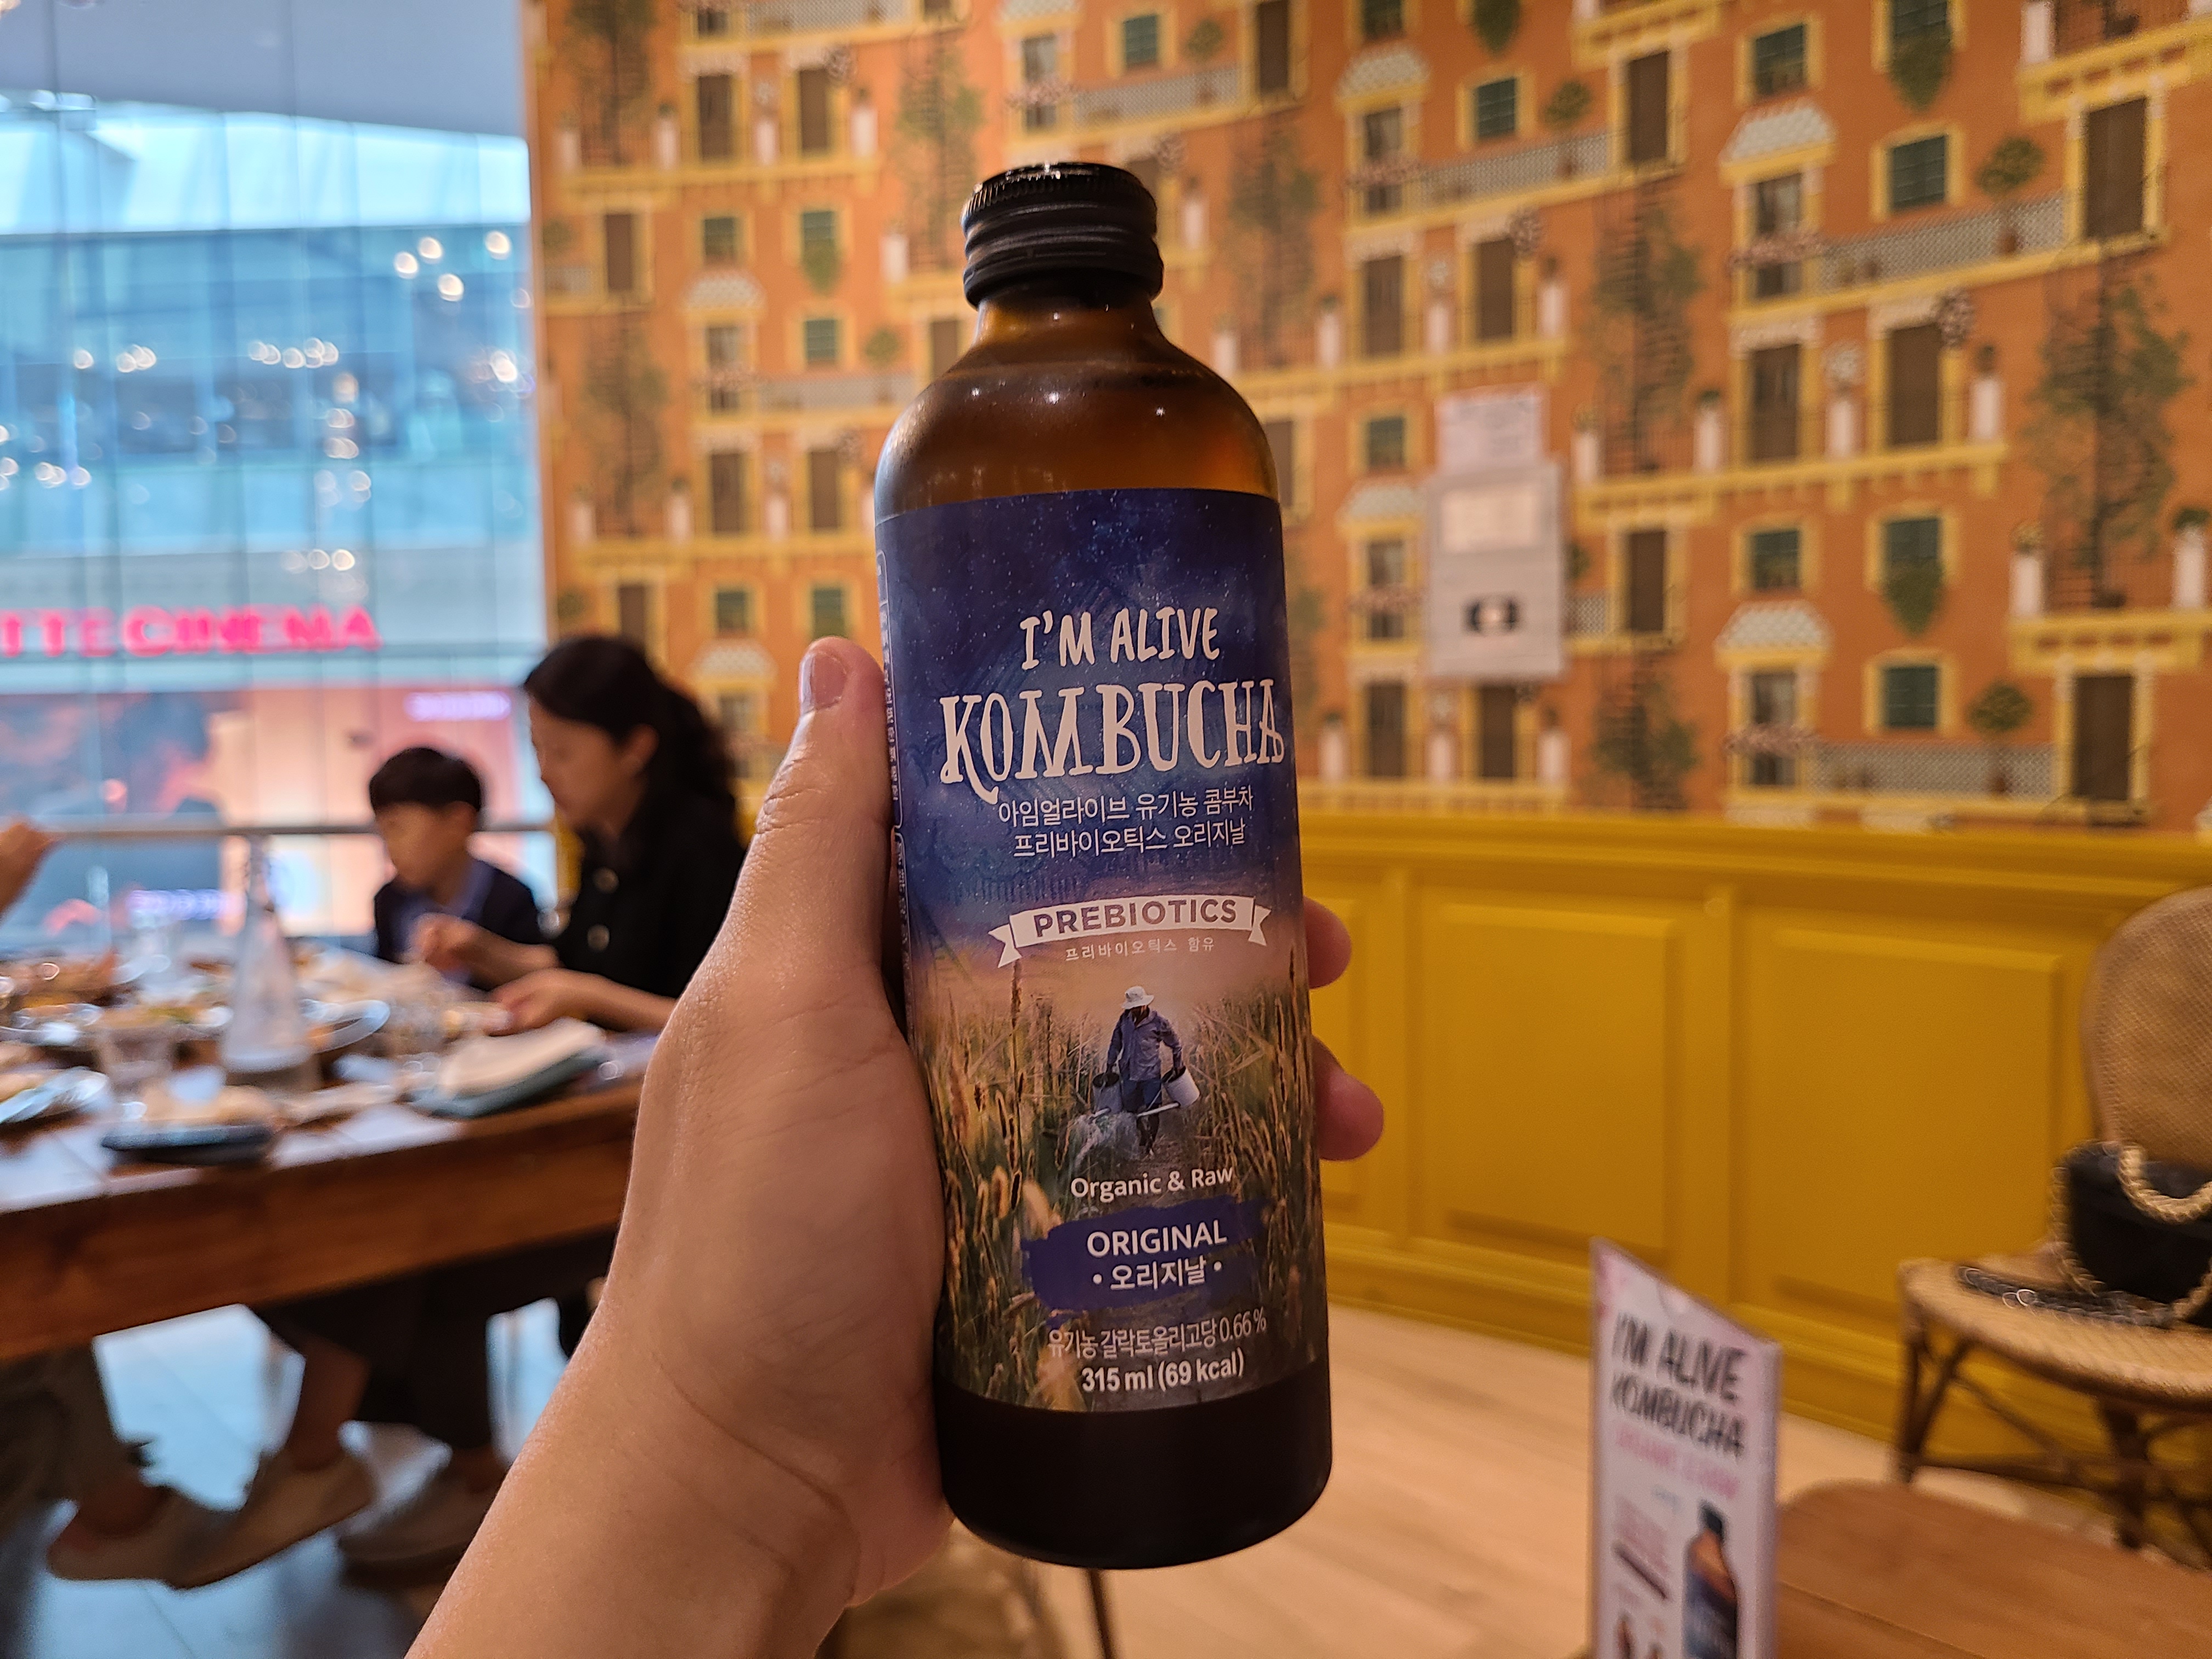 CINEMA
I'M ALIVE
KOMBUCHA
아임얼라이브 유기농 콤부차
프리바이오틱스 오리지날
PREBIOTICS
프리바이오틱스 함유
Organic & Raw
ORIGINAL
• 오리지날 •
유기농갈락토올리고당 0.66 %
315 ml (69 kcal)
I'M ALIVE
KOMBUCHA